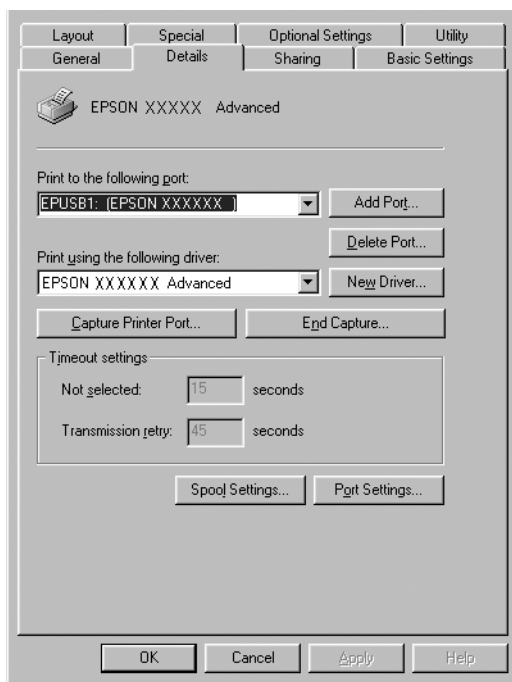 Layout Special Optional Settings Utility
General Details Sharing Basic Settings
EPSON XXXXX Advanced
Print to the following port:
EPUSB1: (EPSON XXXXXX )
Add Port...
Delete Port...
Print using the following driver:
EPSON XXXXXX Advanced
New Driver...
Capture Printer Port... End Capture...
Timeout settings
Not selected: 15 seconds
Transmission retry: 45 seconds
Spool Settings... Port Settings...
OK Cancel Apply Help